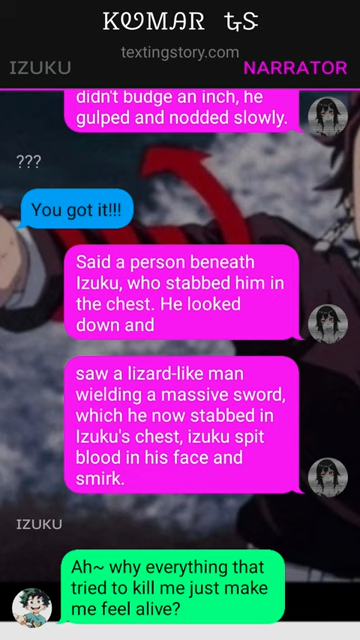 KUMAR ts
textingstory.com
IZUKU
NARRATOR
didn't budge an inch, he
gulped and nodded slowly.
???
You got it!!!
Said a person beneath
Izuku, who stabbed him in
the chest. He looked
down and
saw a lizard-like man
wielding a massive sword,
which he now stabbed in
Izuku's chest, izuku spit
blood in his face and
smirk.
IZUKU
Ah~ why everything that
tried to kill me just make
me feel alive?